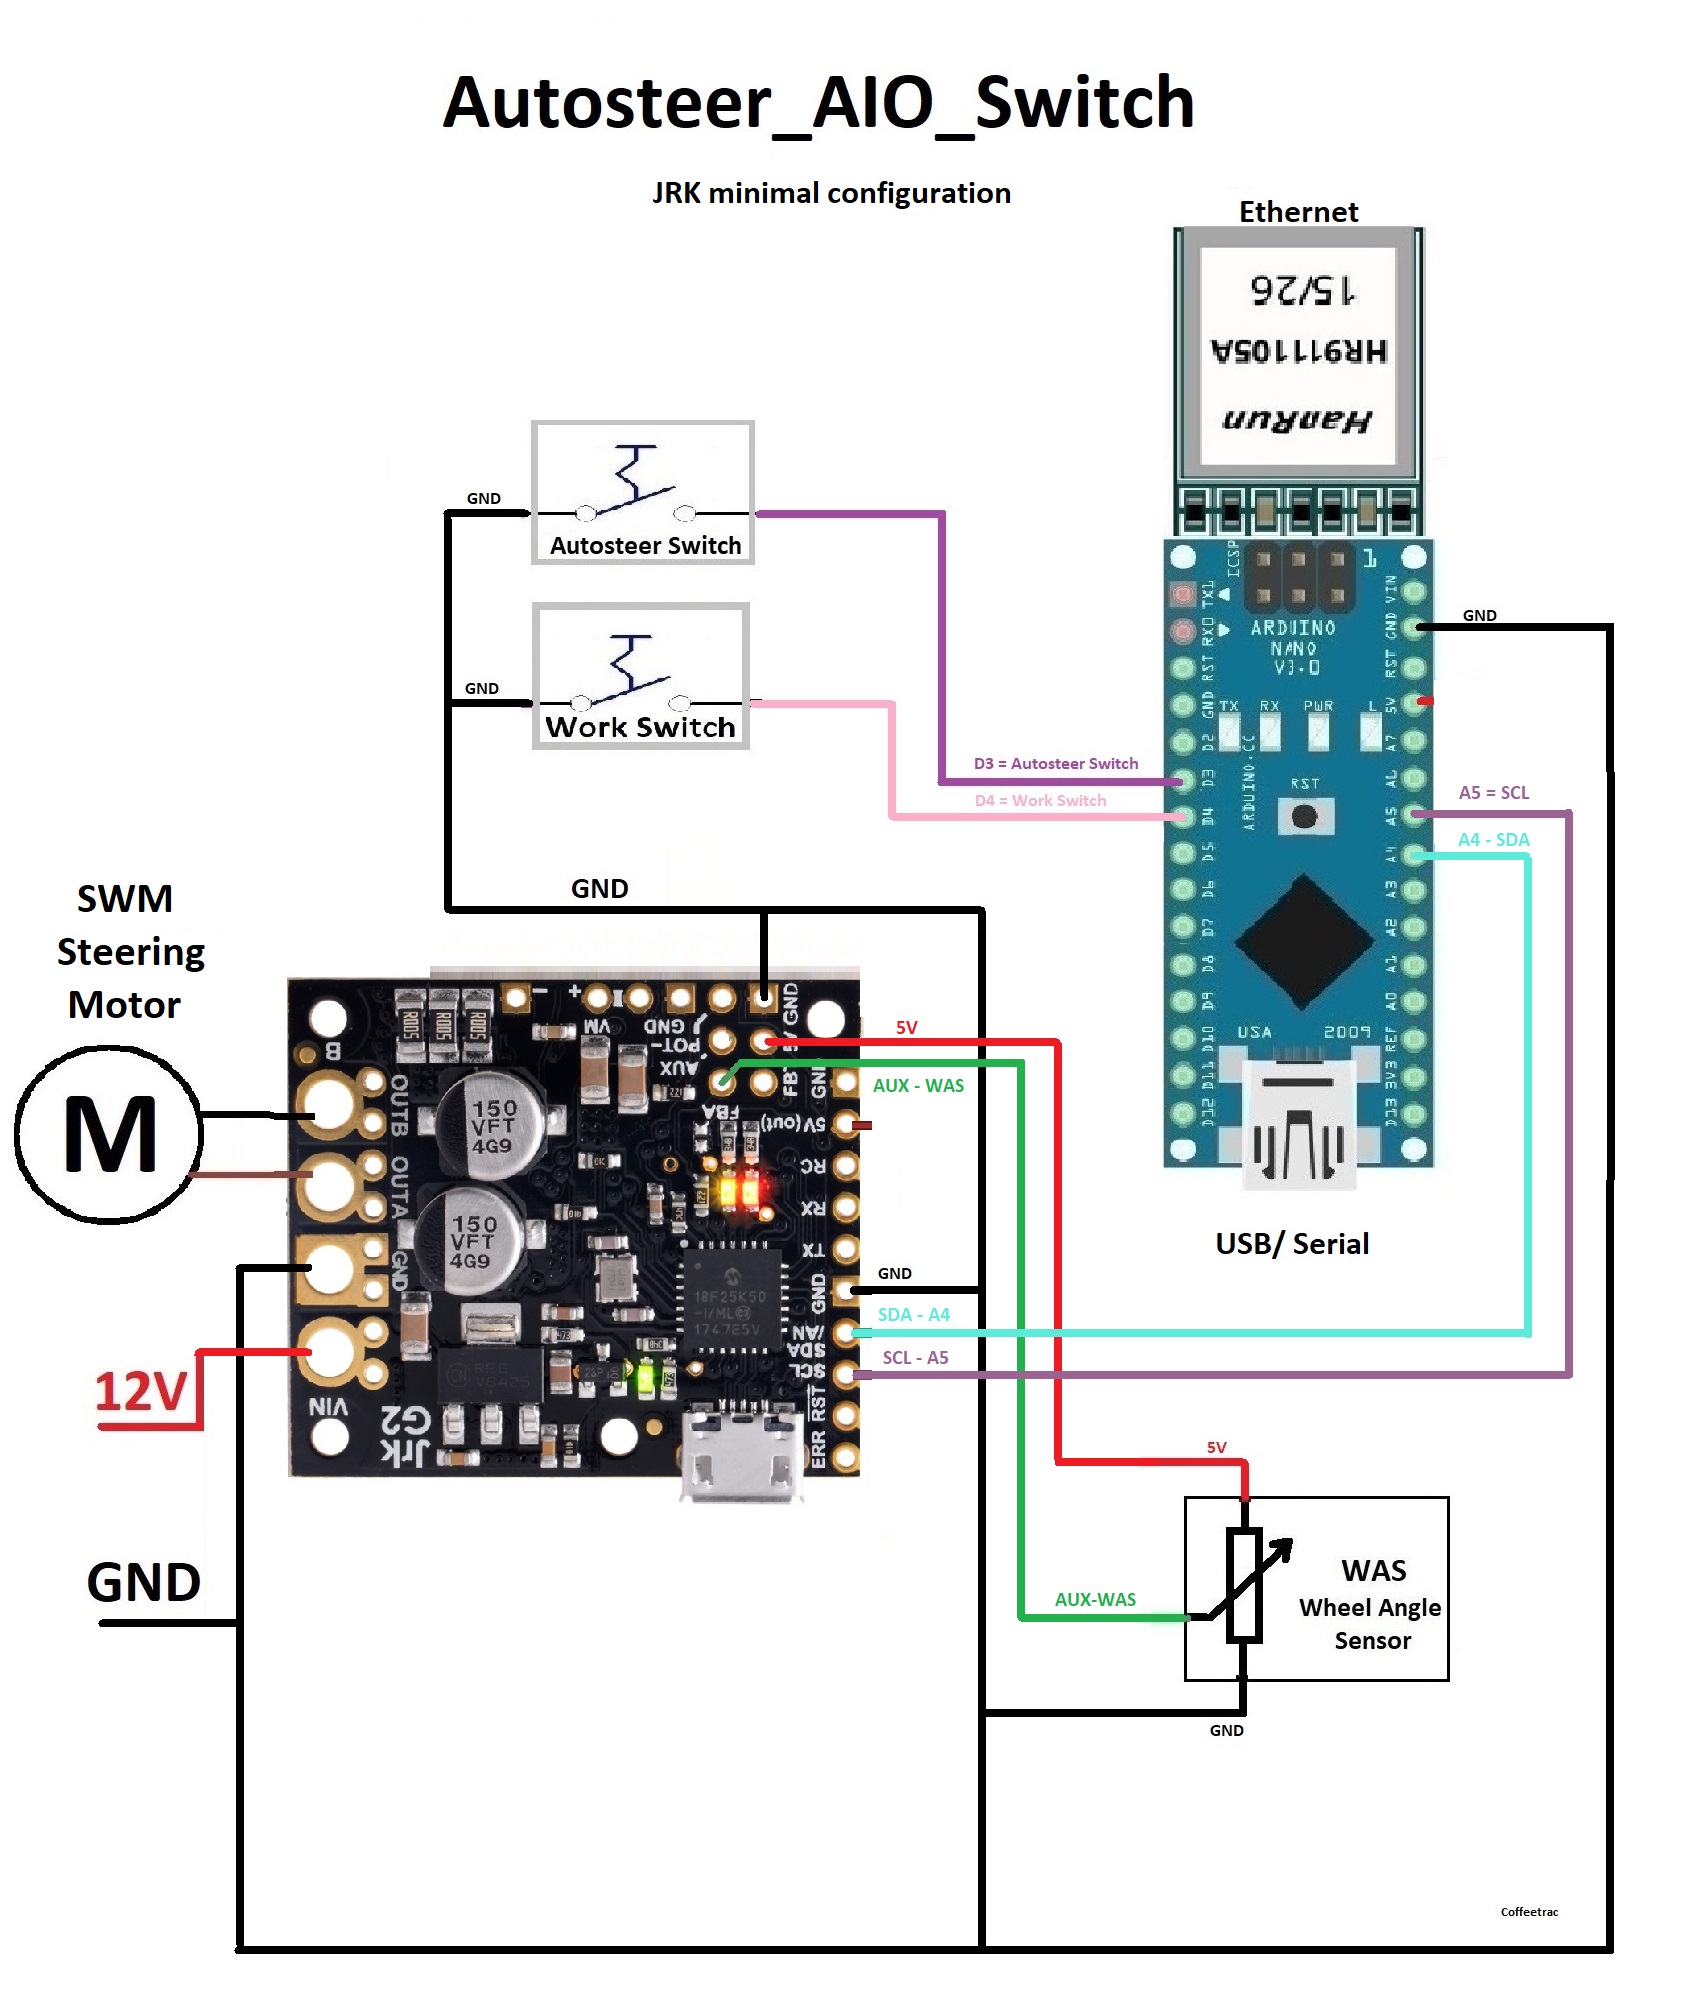 Autosteer_AIO_Switch
JRK minimal configuration
Ethernet
15/26
HR911105A
HanRun
GND
Autosteer Switch
GND
Work Switch
D3 = Autosteer Switch
D4 = Work Switch
ICSP
1
TX1
RX0
RST
GND
D2
D3
D4
D5
D6
D7
D8
D9
D10
D11
D12
ARDUINO
NANO
V3.0
TX RX PWR L
ARDUINO.CC
RST
USA 2009
VIN
GND
RST
5V
A7
A5
A4
A3
A2
A1
A0
REF
3V3
D13
GND
A5 = SCL
A4 - SDA
USB/ Serial
GND
SWM
Steering
Motor
M
12V
GND
B
OUTB
OUTA
GND
VIN
R005
R005
R005
150
VFT
4G9
150
VFT
4G9
- +
VM
GND
POT-
AUX
FBA
GND
5V
FBT
GND
5V(out)
RC
RX
TX
GND
SDA
/AN
SCL
RST
ERR
18F25K50
-I/ML
1747E5V
Jrk
G2
5V
AUX - WAS
GND
SDA - A4
SCL - A5
5V
AUX-WAS
WAS
Wheel Angle
Sensor
GND
Coffeetrac